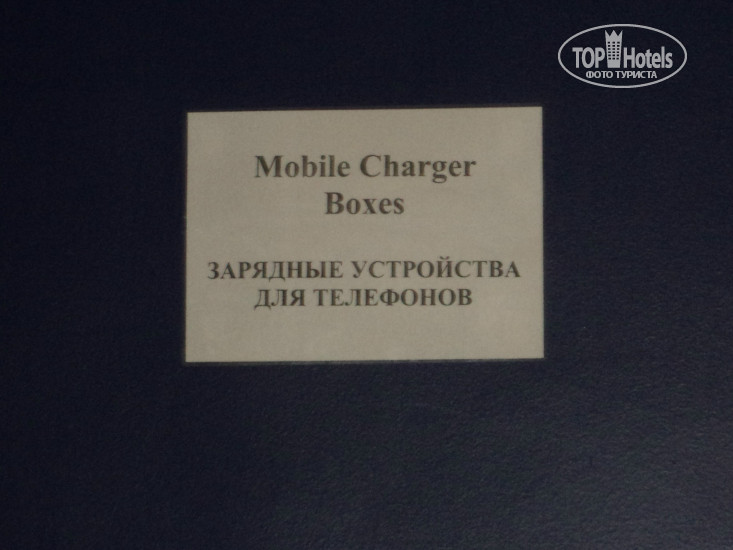 TOP Hotels
ФОТО ТУРИСТА
Mobile Charger
Boxes
ЗАРЯДНЫЕ УСТРОЙСТВА
ДЛЯ ТЕЛЕФОНОВ